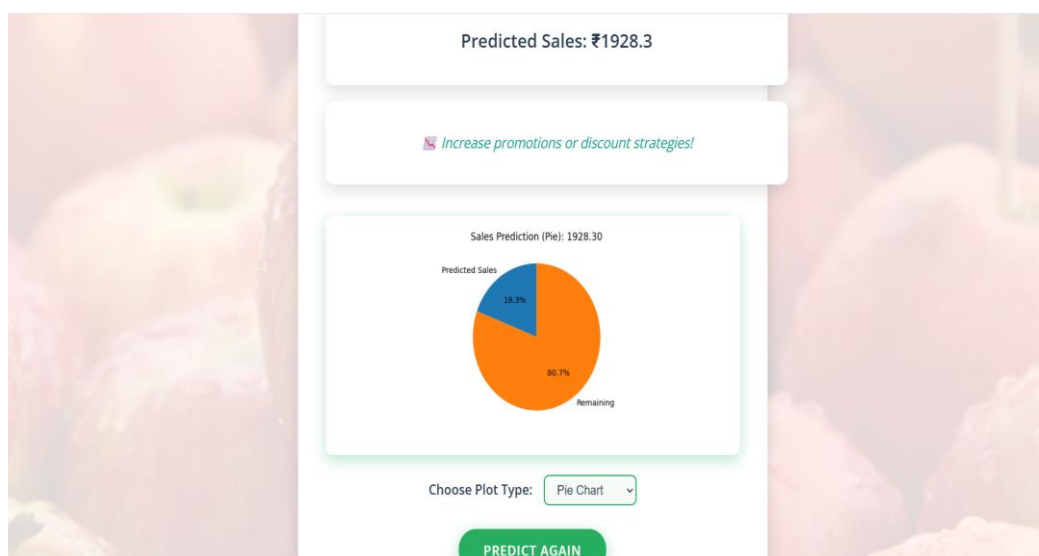 Predicted Sales: ₹1928.3
Increase promotions or discount strategies!
Sales Prediction (Pie): 1928.30
Predicted Sales
19.3%
80.7%
Remaining
Choose Plot Type: Pie Chart
PREDICT AGAIN